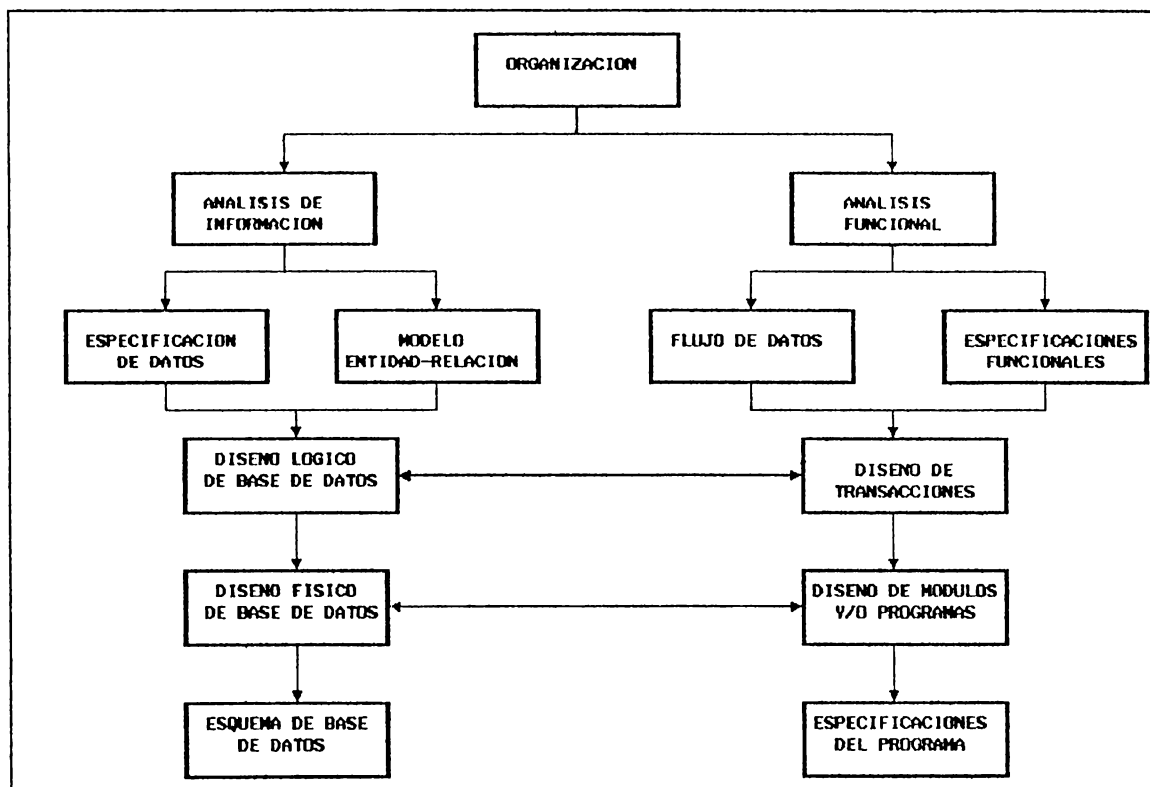 ORGANIZACION
ANALISIS DE
INFORMACION
ANALISIS
FUNCIONAL
ESPECIFICACION
DE DATOS
MODELO
ENTIDAD-RELACION
FLUJO DE DATOS
ESPECIFICACIONES
FUNCIONALES
DISENO LOGICO
DE BASE DE DATOS
DISENO DE
TRANSACCIONES
DISENO FISICO
DE BASE DE DATOS
DISENO DE MODULOS
Y/O PROGRAMAS
ESQUEMA DE BASE
DE DATOS
ESPECIFICACIONES
DEL PROGRAMA